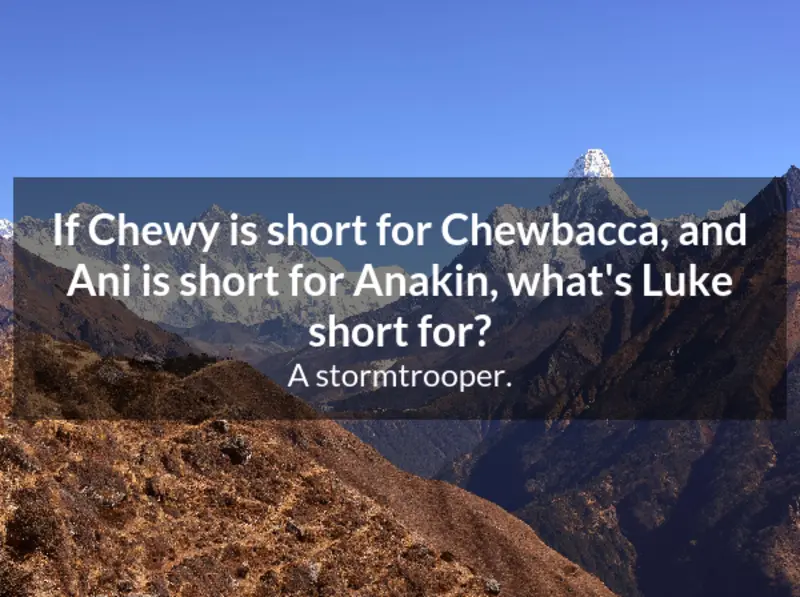 If Chewy is short for Chewbacca, and
Ani is short for Anakin, what's Luke
short for?
A stormtrooper.